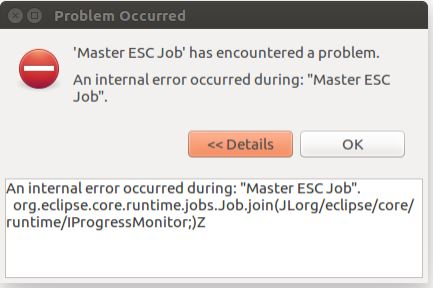 Problem Occurred
'Master ESC Job' has encountered a problem.
An internal error occurred during: "Master ESC
Job".
<< Details
OK
An internal error occurred during: "Master ESC Job".
org.eclipse.core.runtime.jobs.Job.join(JLorg/eclipse/core/
runtime/IProgressMonitor;)Z